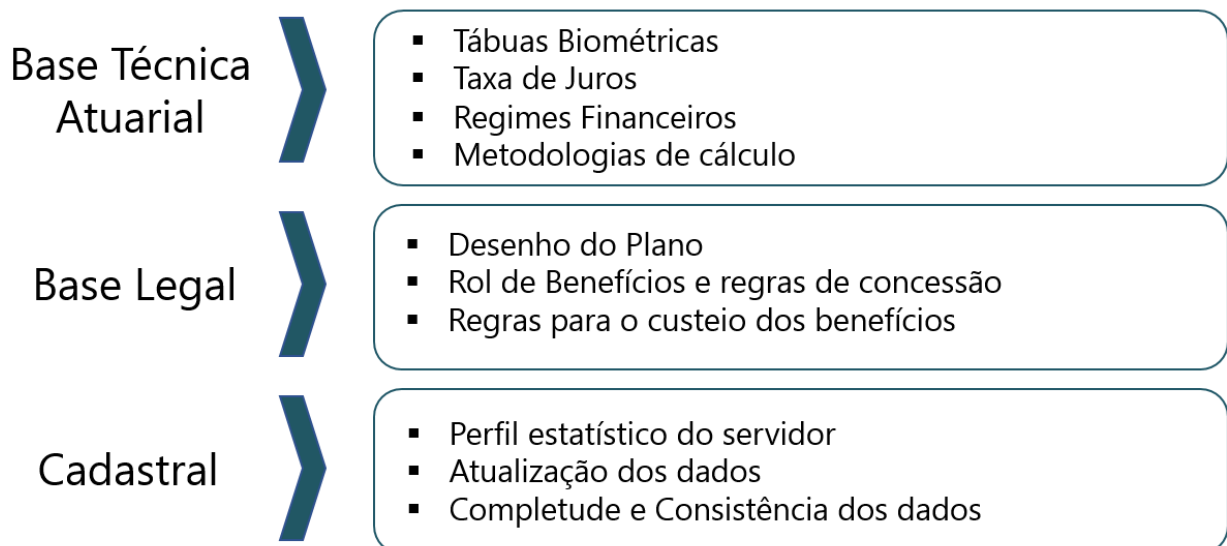 Base Técnica
Atuarial
▪ Tábuas Biométricas
▪ Taxa de Juros
▪ Regimes Financeiros
▪ Metodologias de cálculo
Base Legal
▪ Desenho do Plano
▪ Rol de Benefícios e regras de concessão
▪ Regras para o custeio dos benefícios
Cadastral
▪ Perfil estatístico do servidor
▪ Atualização dos dados
▪ Completude e Consistência dos dados